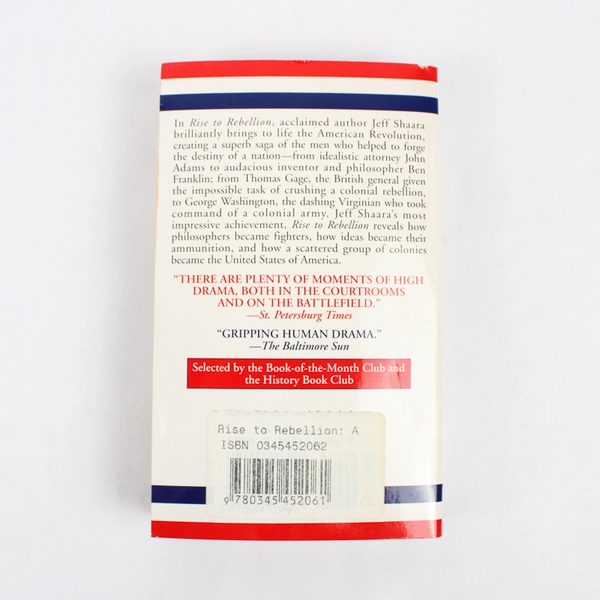 In Rise to Rebellion, acclaimed author Jeff Shaara
brilliantly brings to life the American Revolution,
creating a superb saga of the men who helped to forge
the destiny of a nation—from idealistic attorney John
Adams to audacious inventor and philosopher Ben
Franklin; from Thomas Gage, the British general given
the impossible task of crushing a colonial rebellion,
to George Washington, the dashing Virginian who took
command of a colonial army. Jeff Shaara's most
impressive achievement, Rise to Rebellion reveals how
philosophers became fighters, how ideas became their
ammunition, and how a scattered group of colonies
became the United States of America.
"THERE ARE PLENTY OF MOMENTS OF HIGH
DRAMA, BOTH IN THE COURTROOMS
AND ON THE BATTLEFIELD."
—St. Petersburg Times
"GRIPPING HUMAN DRAMA."
—The Baltimore Sun
Selected by the Book-of-the-Month Club and
the History Book Club
Rise to Rebellion: A
ISBN 0345452062
9 780345 452061